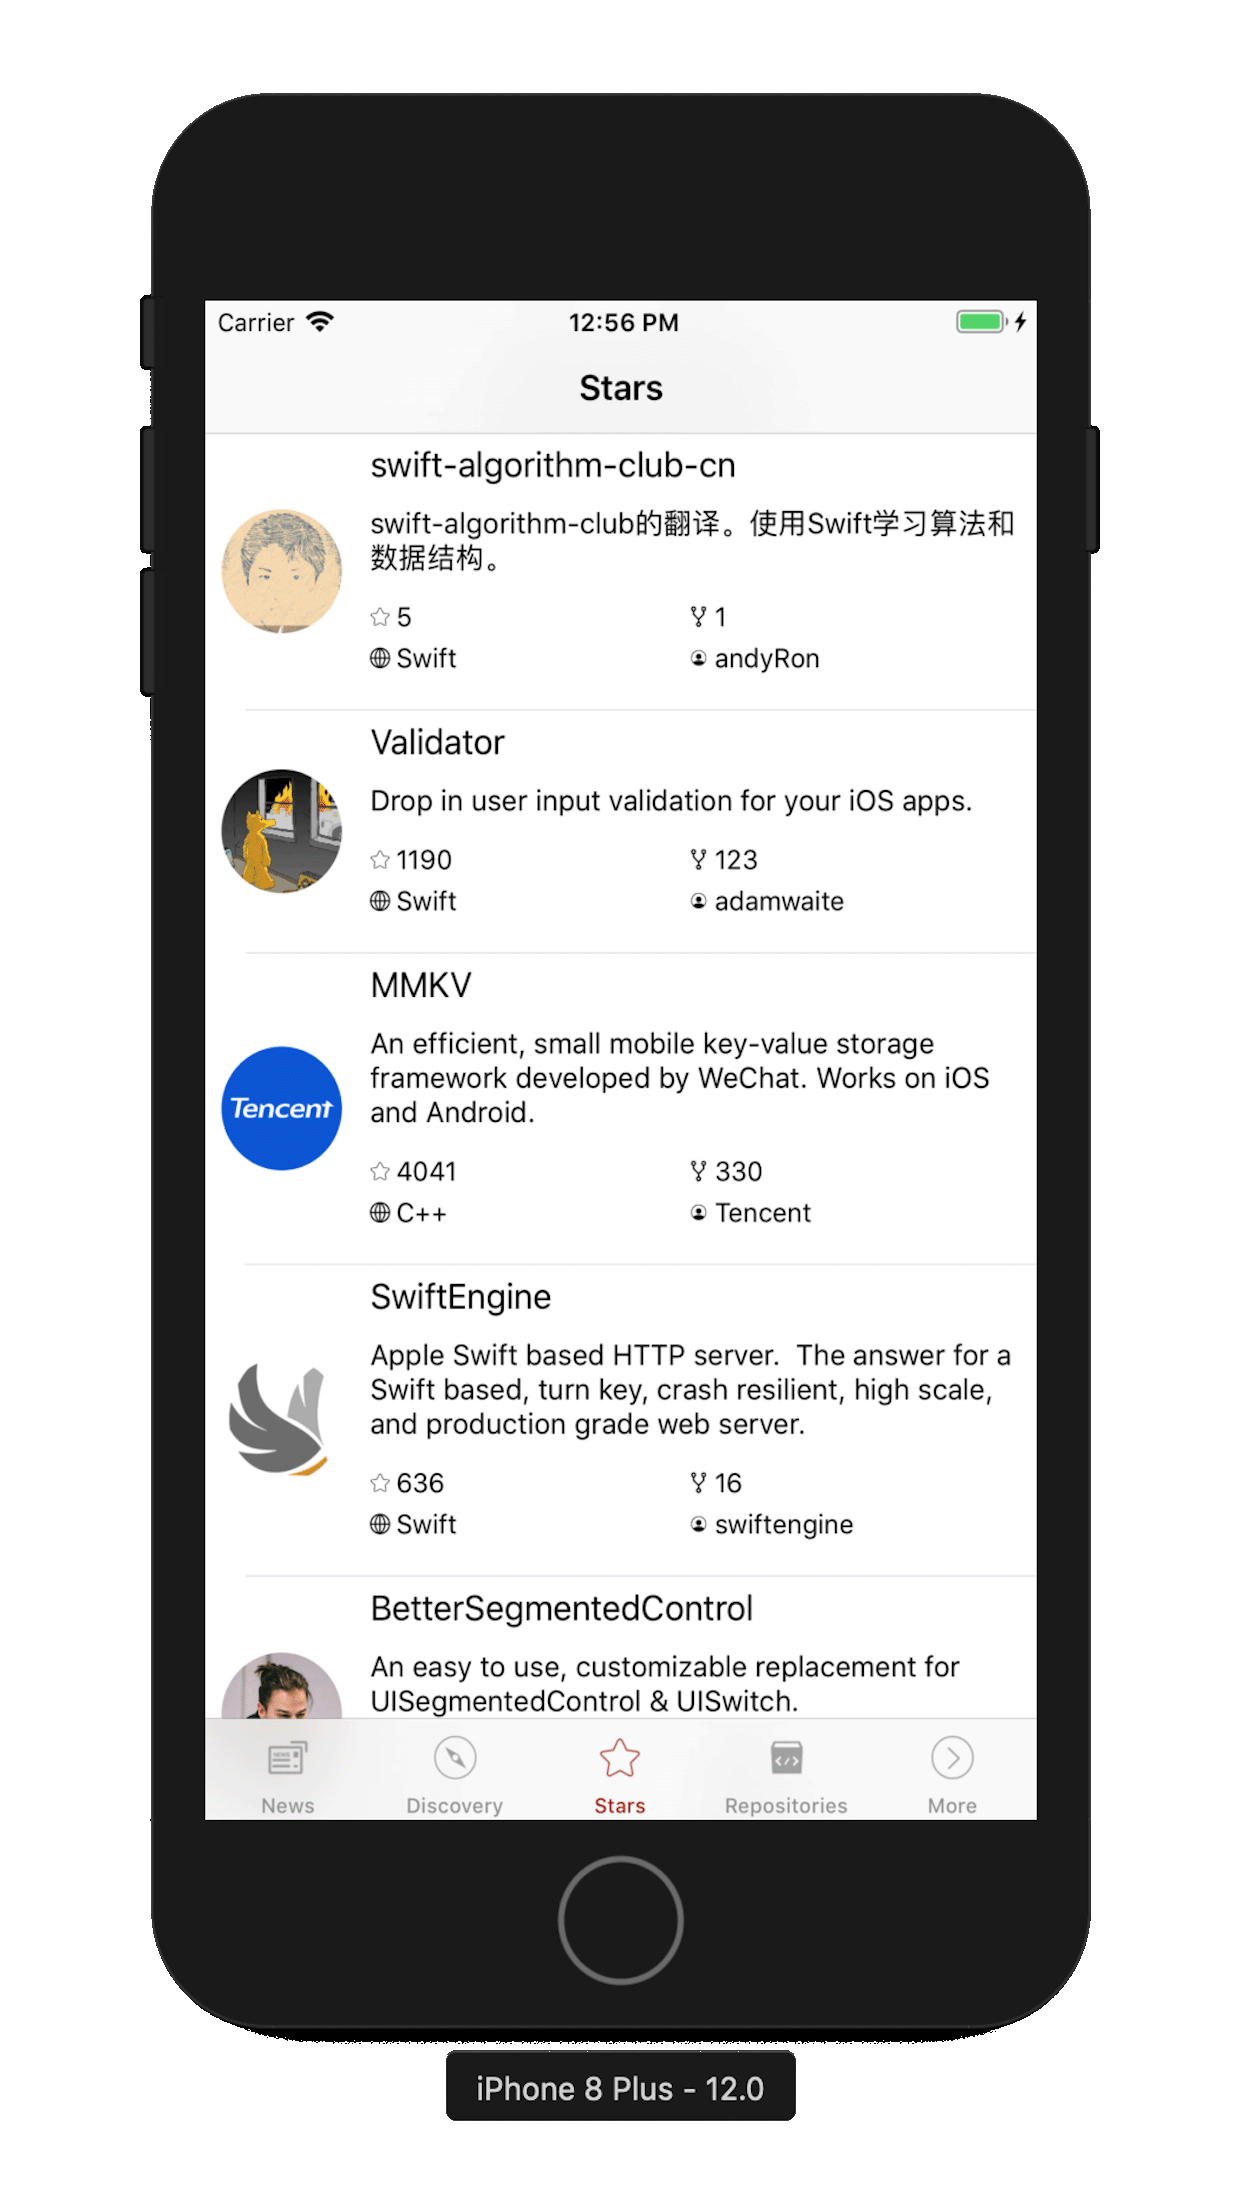 Carrier
12:56 PM
Stars
swift-algorithm-club-cn
swift-algorithm-club的翻译。使用Swift学习算法和
数据结构。
5
1
Swift
andyRon
Validator
Drop in user input validation for your iOS apps.
1190
123
Swift
adamwaite
MMKV
An efficient, small mobile key-value storage
framework developed by WeChat. Works on iOS
and Android.
Tencent
4041
330
C++
Tencent
SwiftEngine
Apple Swift based HTTP server.  The answer for a
Swift based, turn key, crash resilient, high scale,
and production grade web server.
636
16
Swift
swiftengine
BetterSegmentedControl
An easy to use, customizable replacement for
UISegmentedControl & UISwitch.
NEWS
News
Discovery
Stars
Repositories
More
iPhone 8 Plus - 12.0